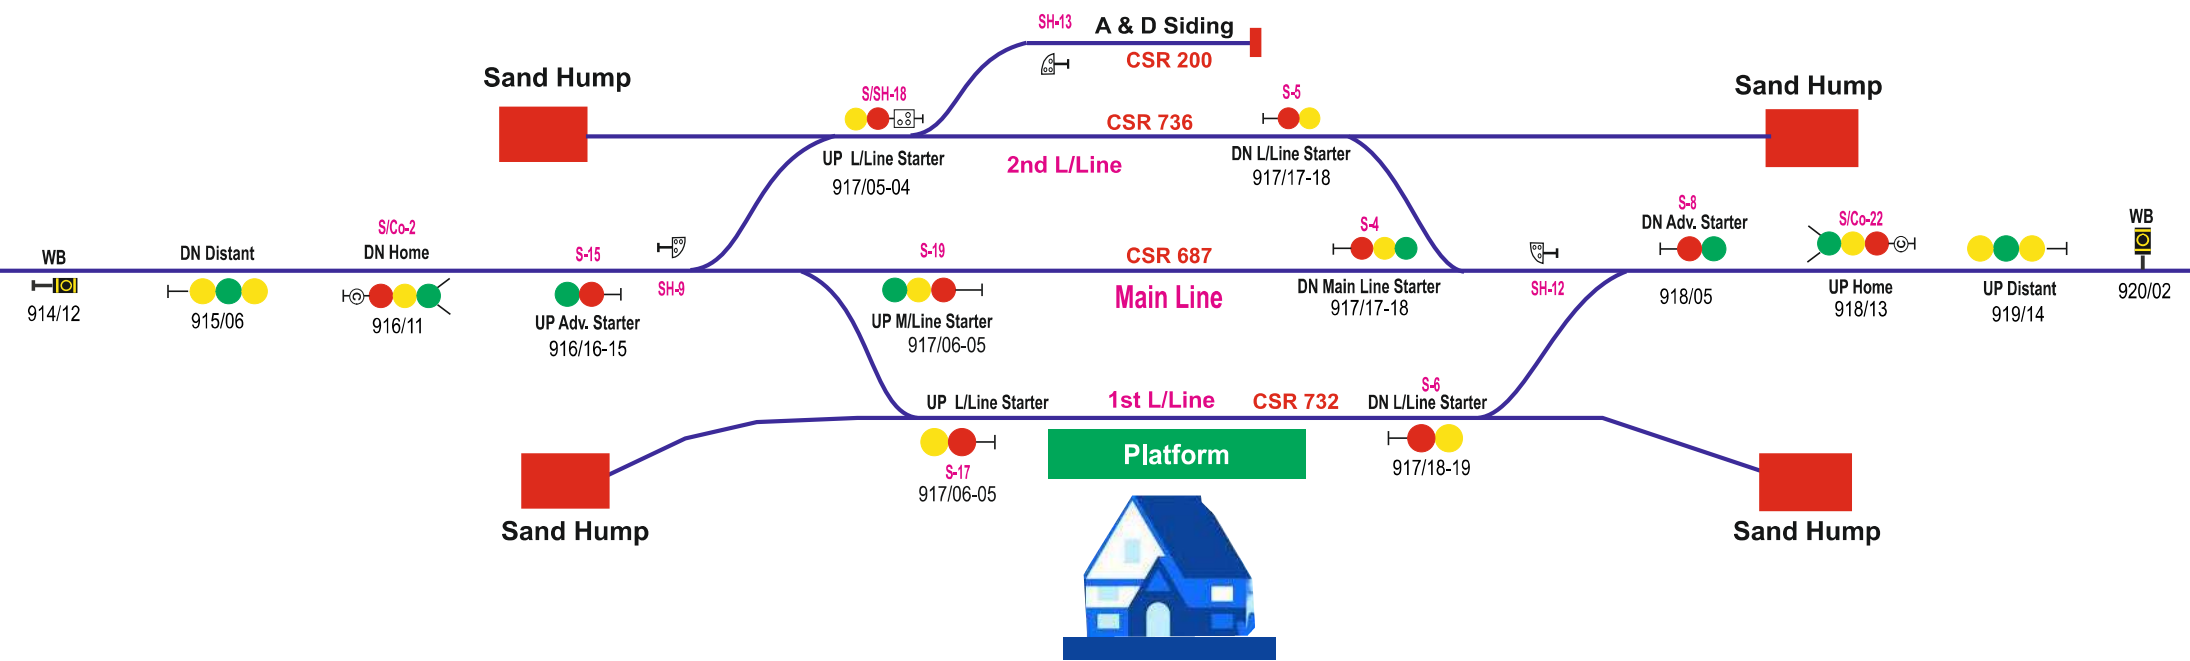 SH-13
A & D Siding
CSR 200
Sand Hump
S/SH-18
S-5
Sand Hump
CSR 736
UP L/Line Starter
917/05-04
2nd L/Line
DN L/Line Starter
917/17-18
WB
914/12
DN Distant
915/06
S/Co-2
DN Home
916/11
S-15
UP Adv. Starter
916/16-15
SH-9
S-19
UP M/Line Starter
917/06-05
CSR 687
Main Line
S-4
DN Main Line Starter
917/17-18
SH-12
S-8
DN Adv. Starter
918/05
S/Co-22
UP Home
918/13
UP Distant
919/14
WB
920/02
UP L/Line Starter
S-17
917/06-05
1st L/Line
CSR 732
S-6
DN L/Line Starter
917/18-19
Platform
Sand Hump
Sand Hump